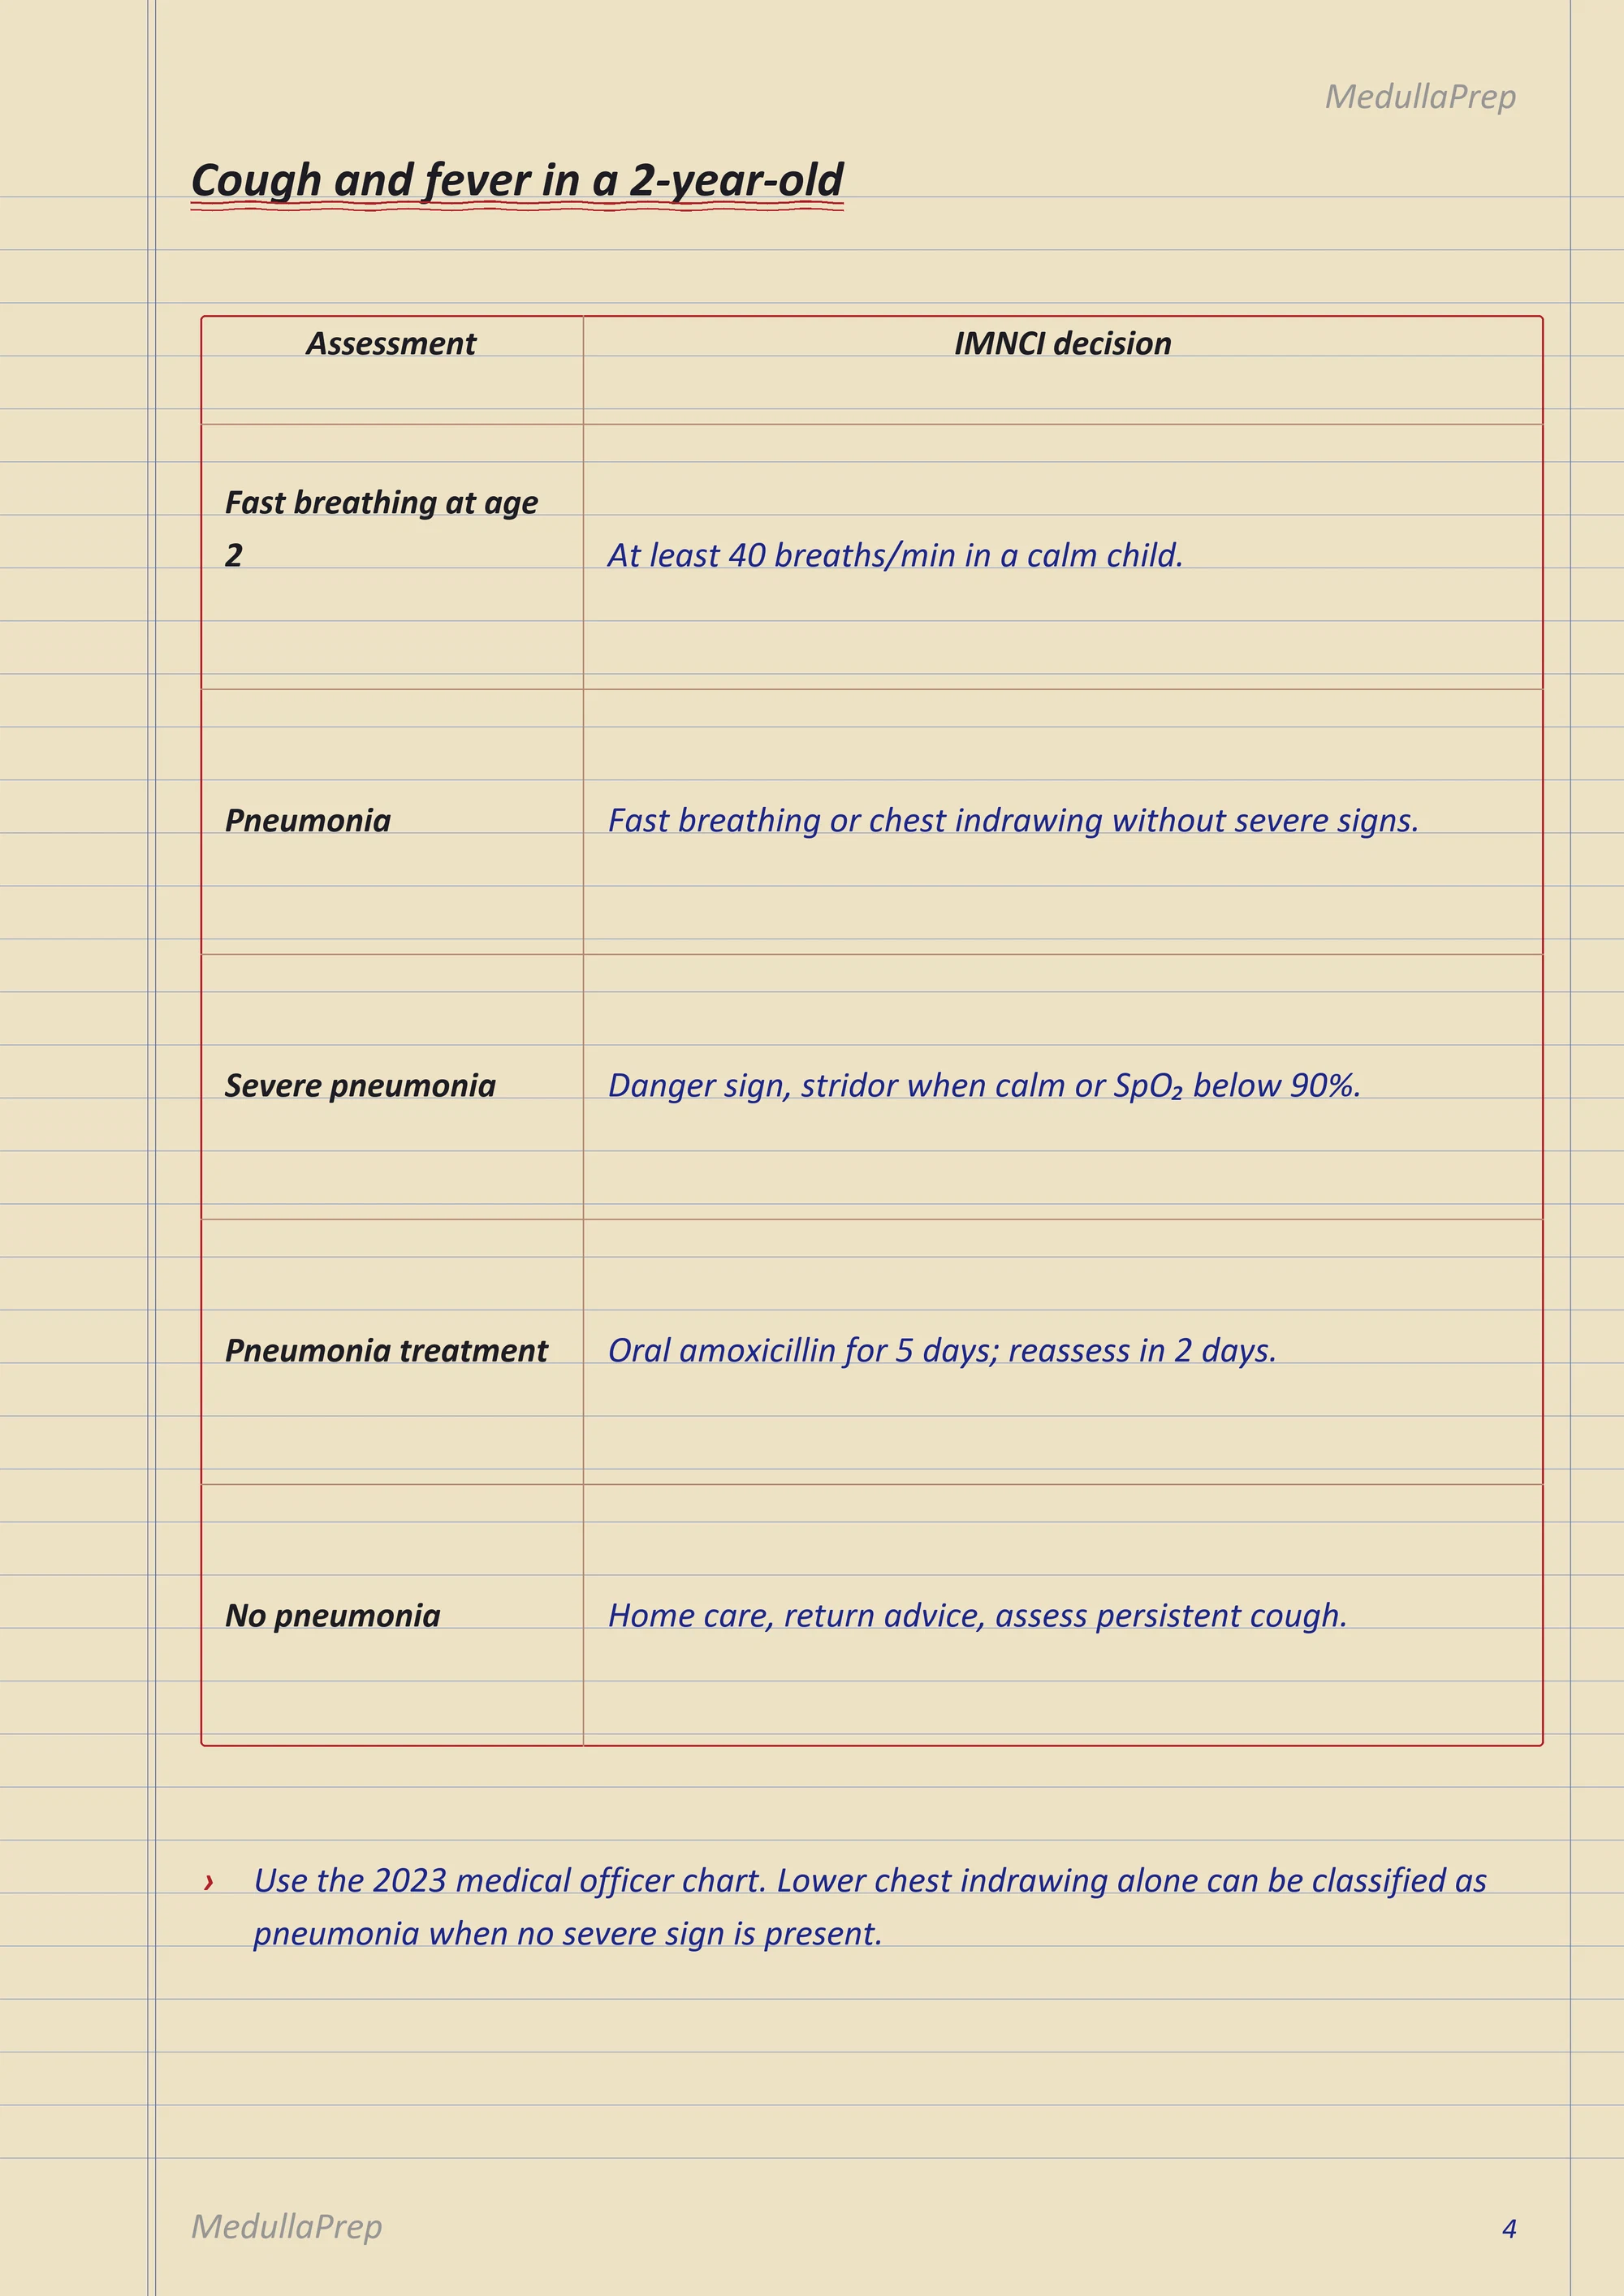 MedullaPrep
Cough and fever in a 2-year-old
Assessment
IMNCI decision
Fast breathing at age
2
At least 40 breaths/min in a calm child.
Pneumonia
Fast breathing or chest indrawing without severe signs.
Severe pneumonia
Danger sign, stridor when calm or SpO₂ below 90%.
Pneumonia treatment
Oral amoxicillin for 5 days; reassess in 2 days.
No pneumonia
Home care, return advice, assess persistent cough.
› Use the 2023 medical officer chart. Lower chest indrawing alone can be classified as
pneumonia when no severe sign is present.
MedullaPrep
4